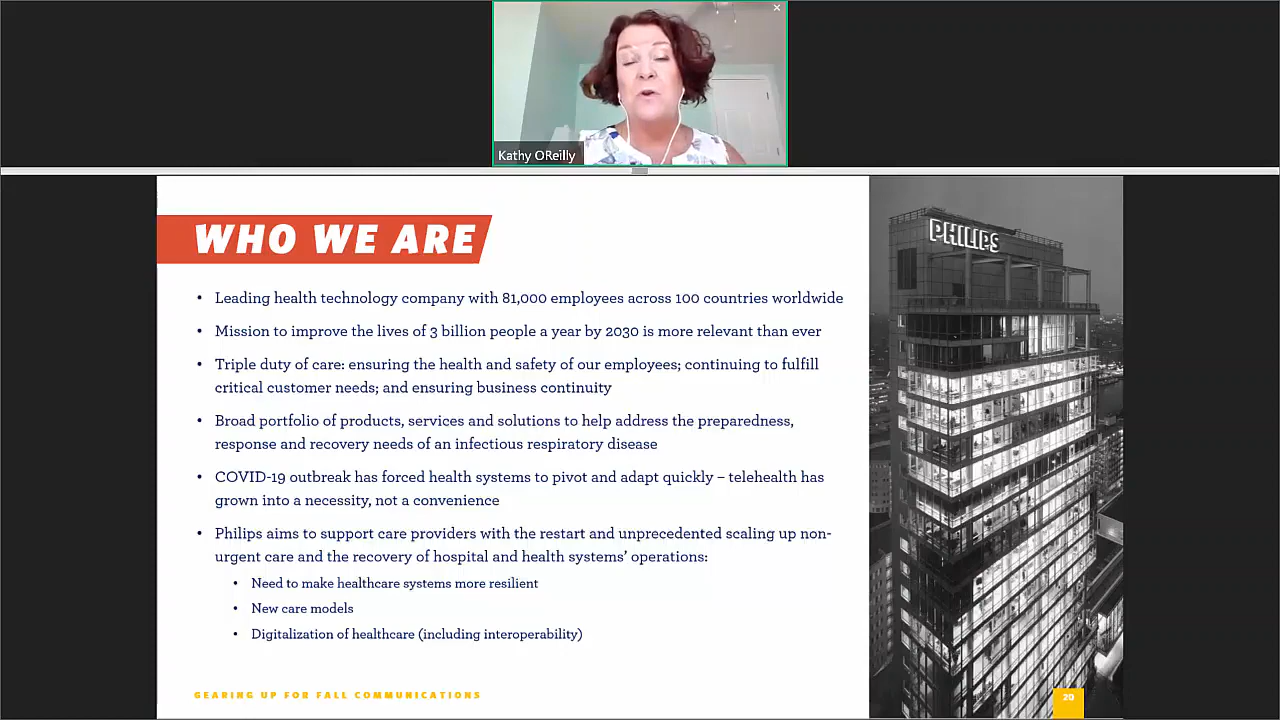 Kathy OReilly
WHO WE ARE
PHILIPS
• Leading health technology company with 81,000 employees across 100 countries worldwide
• Mission to improve the lives of 3 billion people a year by 2030 is more relevant than ever
• Triple duty of care: ensuring the health and safety of our employees; continuing to fulfill
critical customer needs; and ensuring business continuity
• Broad portfolio of products, services and solutions to help address the preparedness,
response and recovery needs of an infectious respiratory disease
• COVID-19 outbreak has forced health systems to pivot and adapt quickly – telehealth has
grown into a necessity, not a convenience
• Philips aims to support care providers with the restart and unprecedented scaling up non-
urgent care and the recovery of hospital and health systems' operations:
• Need to make healthcare systems more resilient
• New care models
• Digitalization of healthcare (including interoperability)
GEARING UP FOR FALL COMMUNICATIONS
20